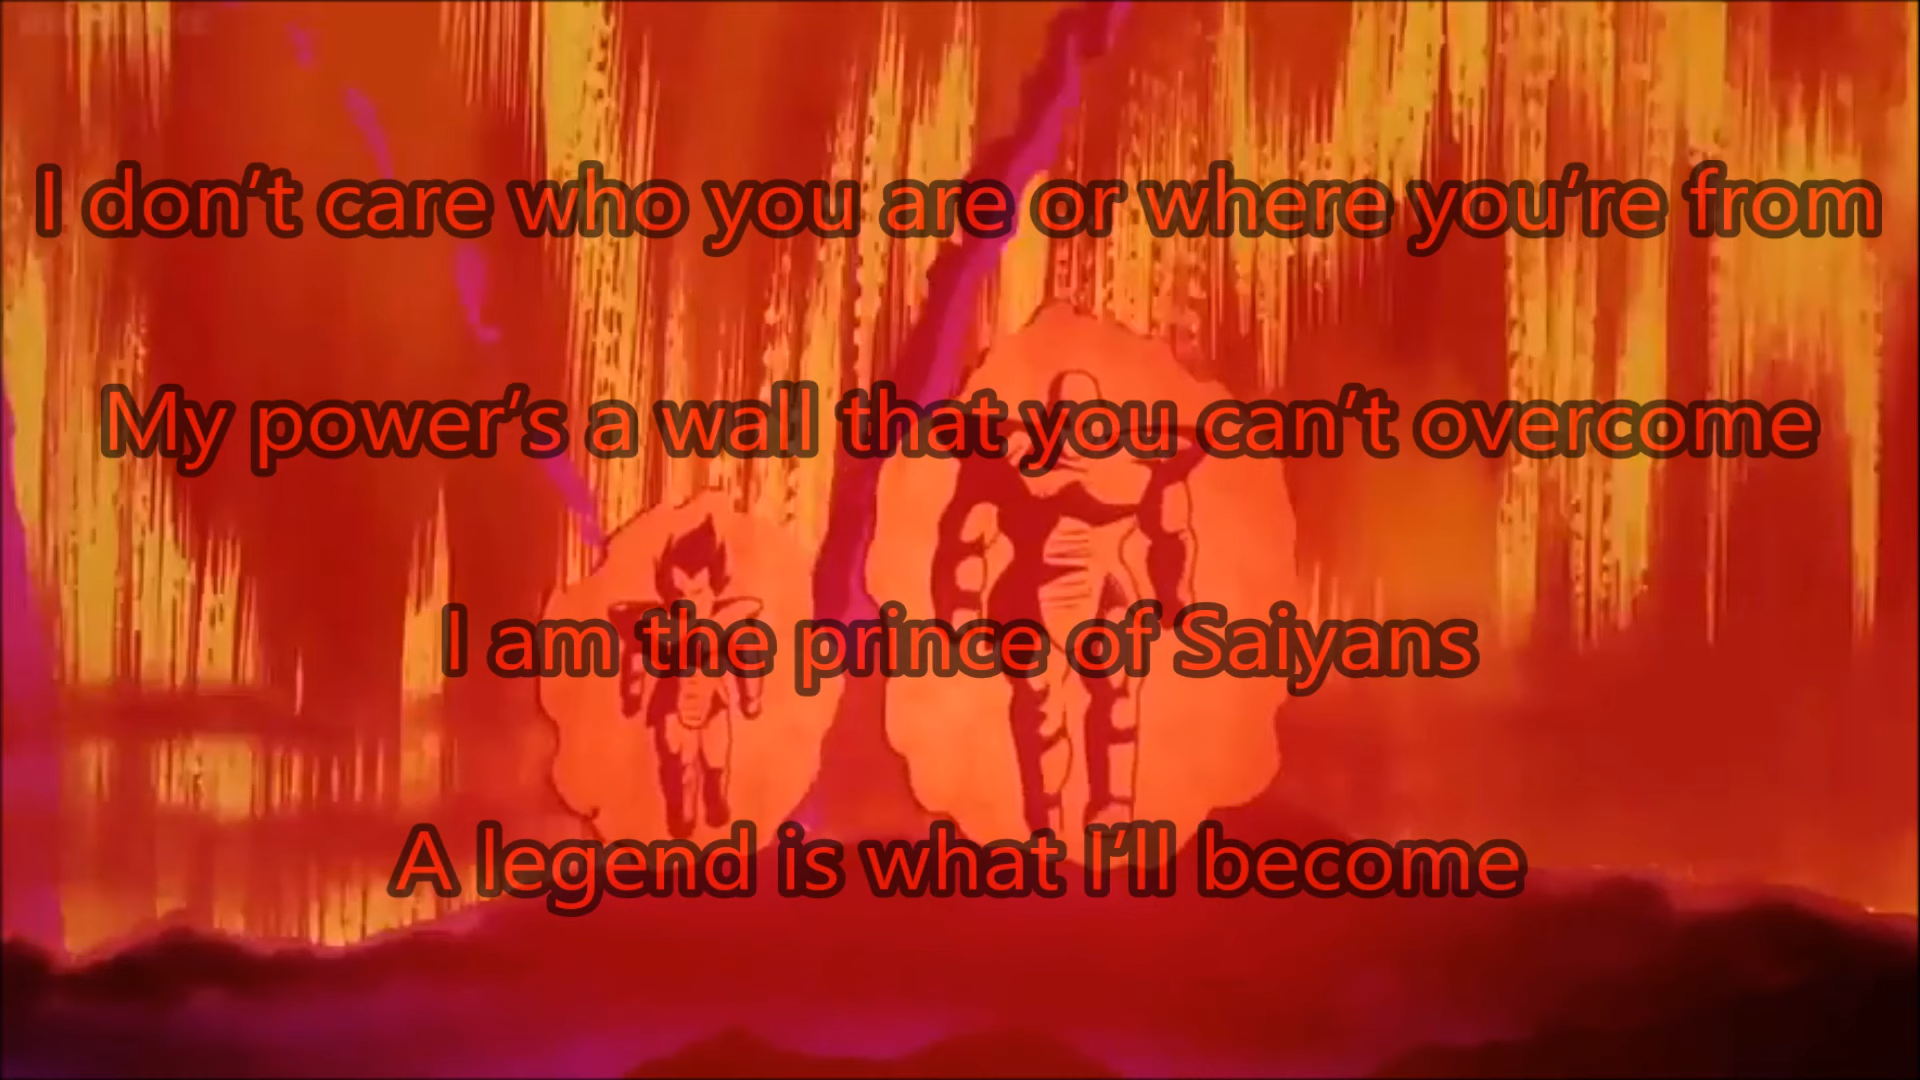 I don’t care who you are or where you’re from
My power’s a wall that you can’t overcome
I am the prince of Saiyans
A legend is what I’ll become